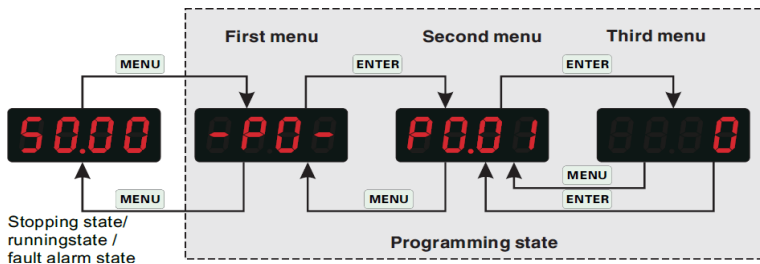 First menu
Second menu
Third menu
MENU
ENTER
ENTER
50.00
-P0-
P0.01
0
MENU
MENU
MENU
ENTER
Stopping state/
runningstate /
fault alarm state
Programming state